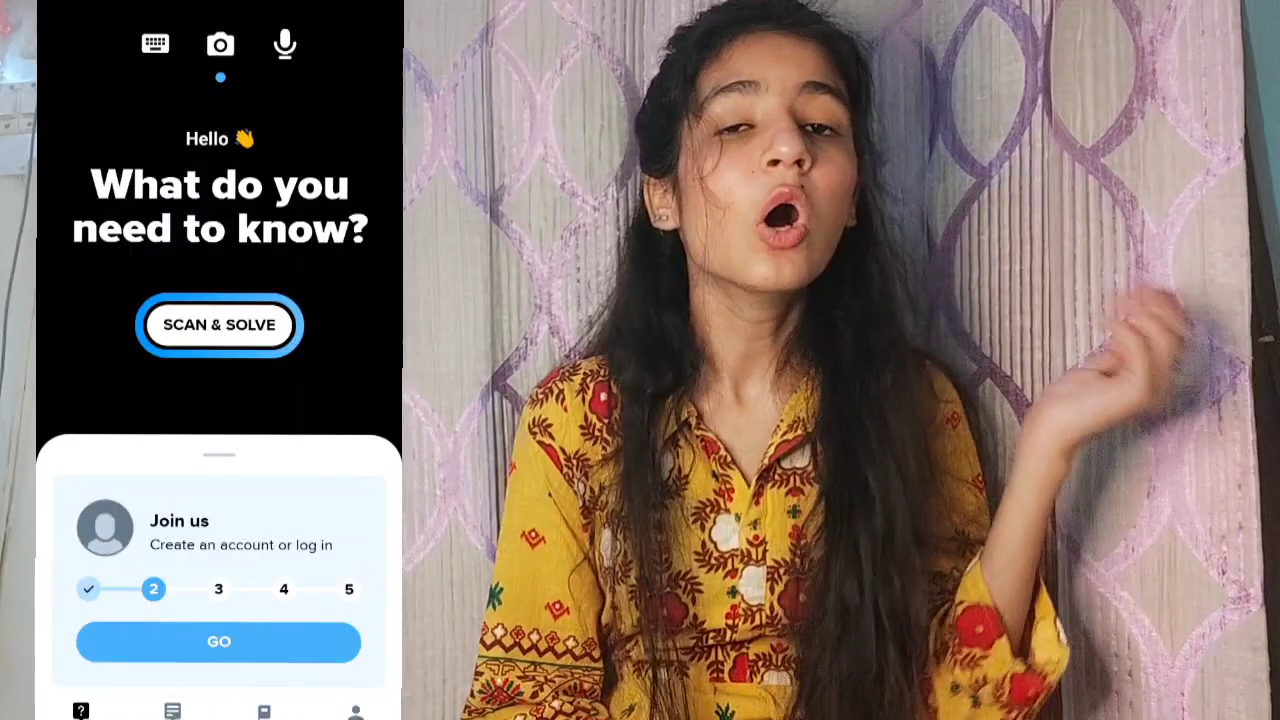 Hello 👋
What do you
need to know?
SCAN & SOLVE
Join us
Create an account or log in
2 3 4 5
GO